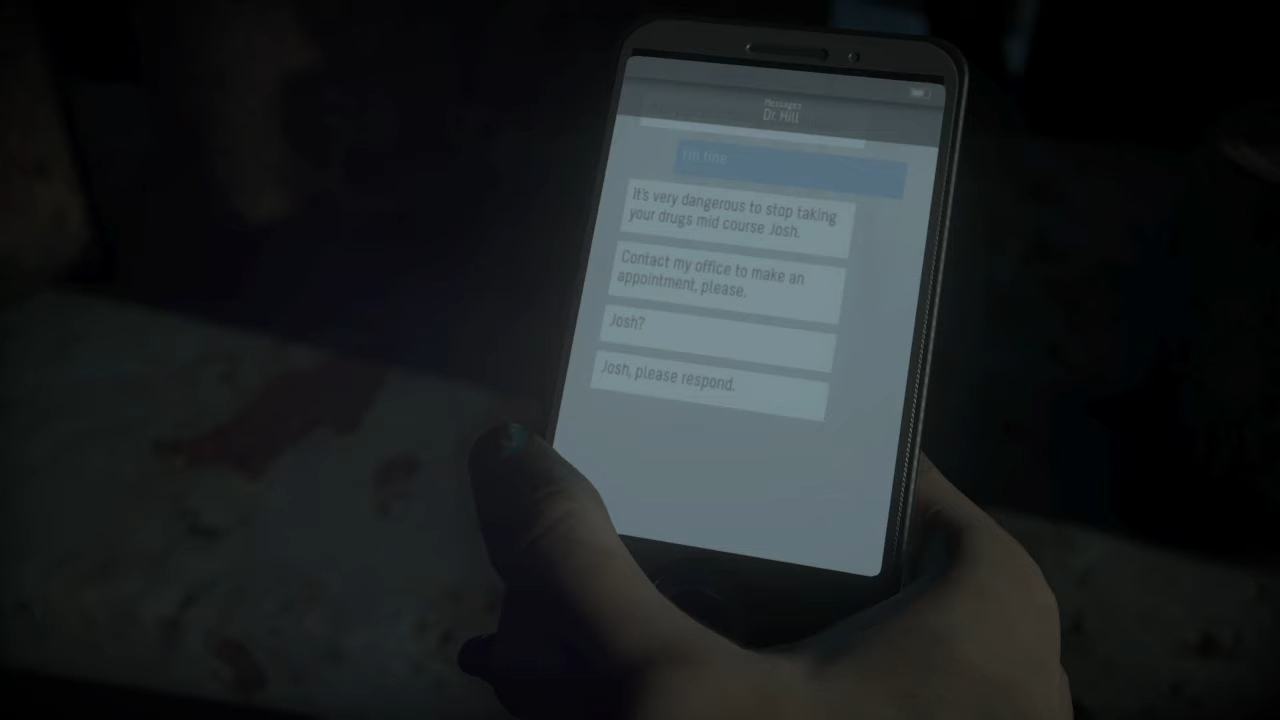 Messages
Dr. Hill
I'm fine
It's very dangerous to stop taking
your drugs mid course Josh.
Contact my office to make an
appointment, please.
Josh?
Josh, please respond.